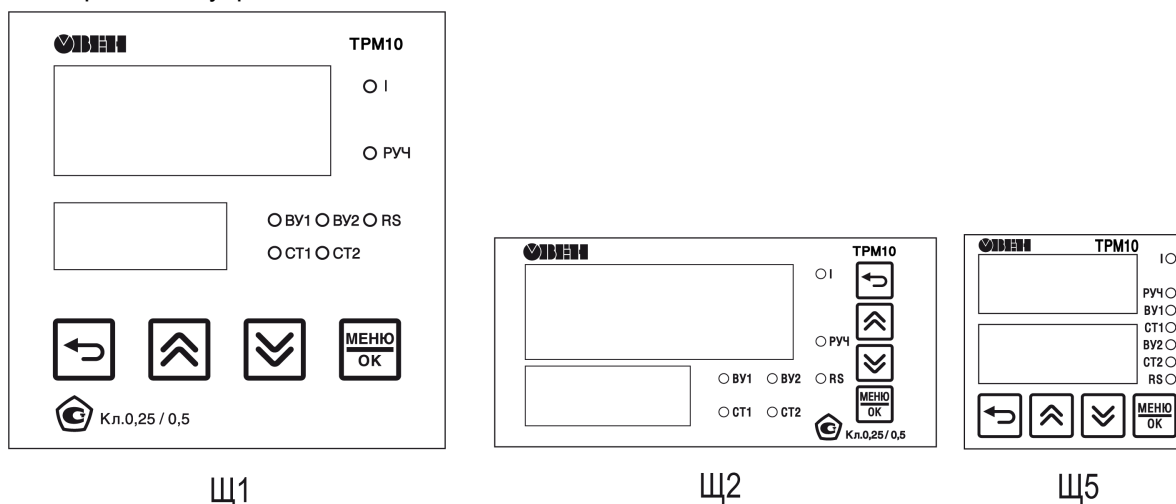 ОВЕН ТРМ10
I
РУЧ
ВУ1 ВУ2 RS
СТ1 СТ2
МЕНЮ
ОК
Кл.0,25 / 0,5
Щ1
ОВЕН ТРМ10
I
РУЧ
ВУ1 ВУ2 RS
СТ1 СТ2
МЕНЮ
ОК
Кл.0,25 / 0,5
Щ2
ОВЕН ТРМ10
I
РУЧ
ВУ1
СТ1
ВУ2
СТ2
RS
МЕНЮ
ОК
Щ5